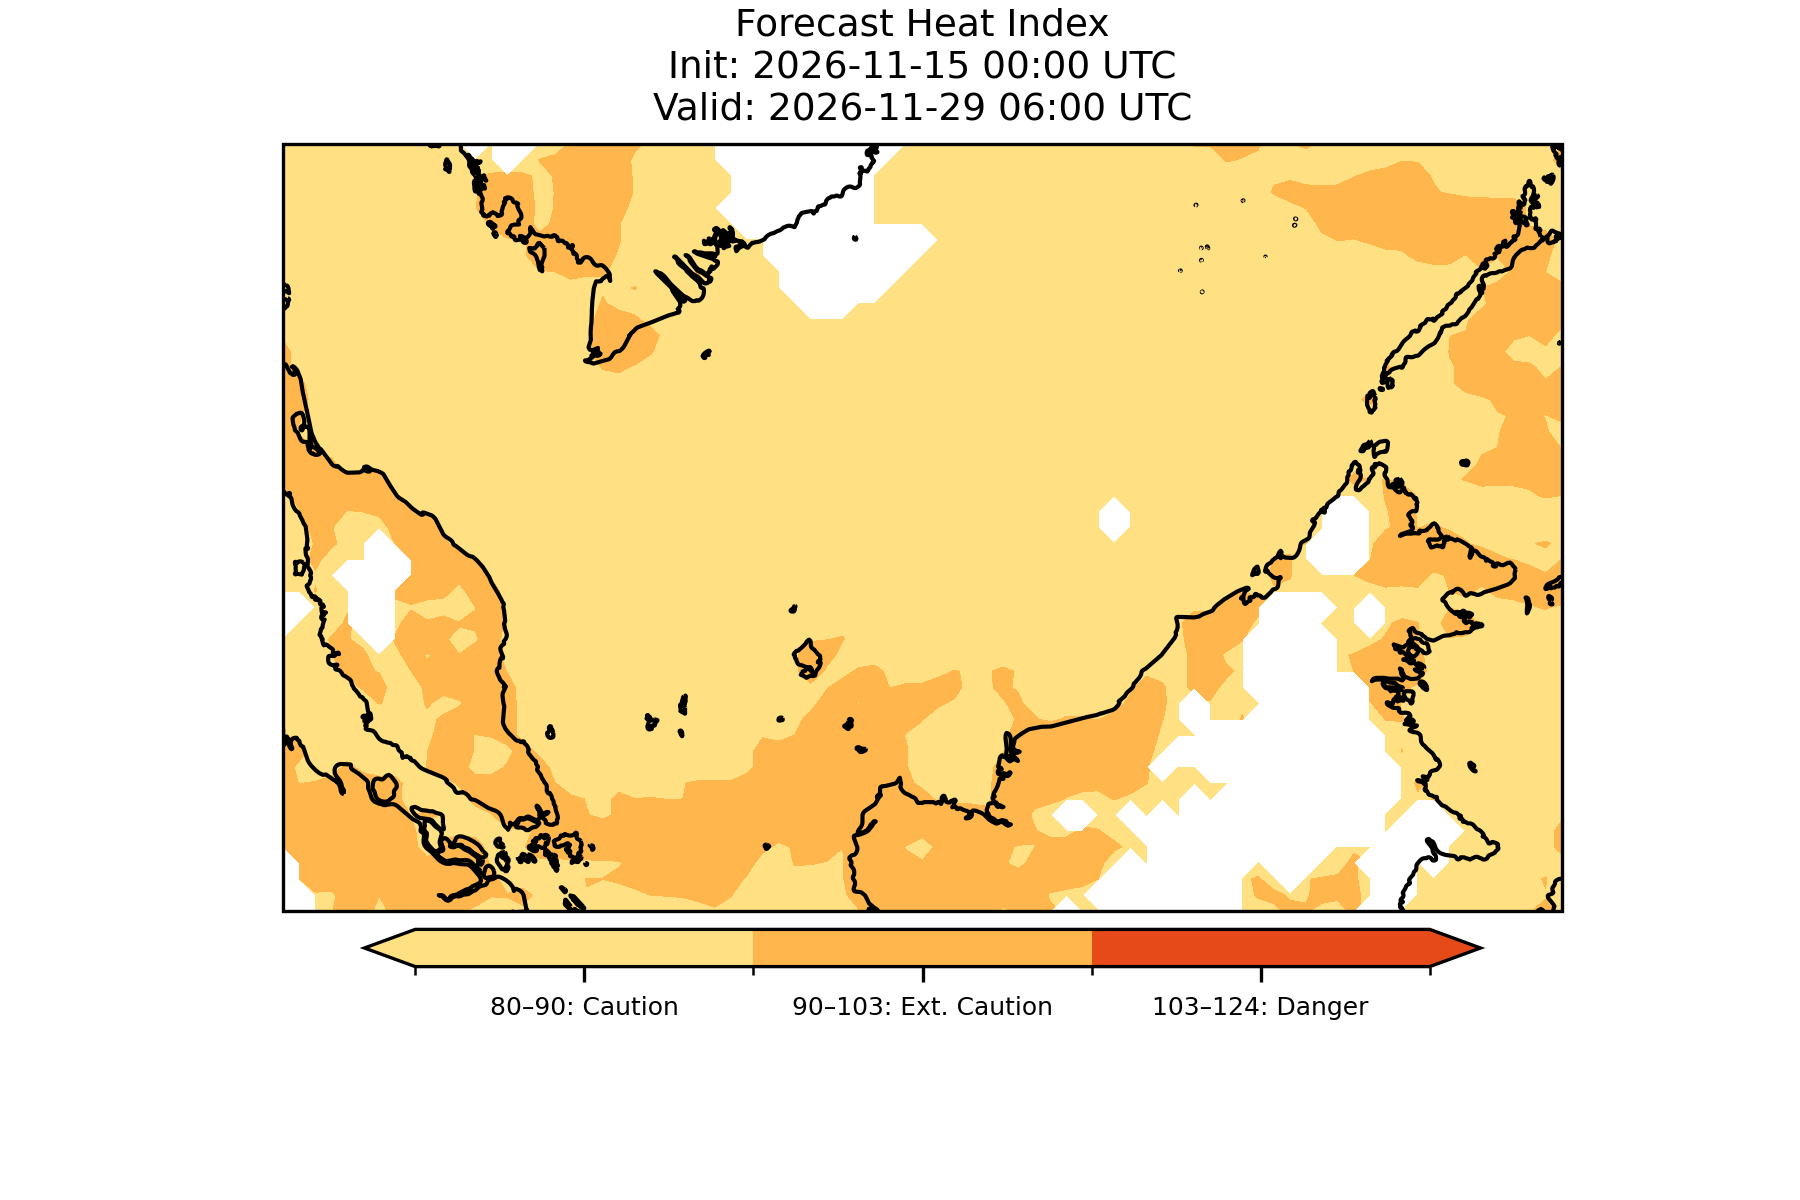 Forecast Heat Index
Init: 2026-11-15 00:00 UTC
Valid: 2026-11-29 06:00 UTC
80–90: Caution
90–103: Ext. Caution
103–124: Danger